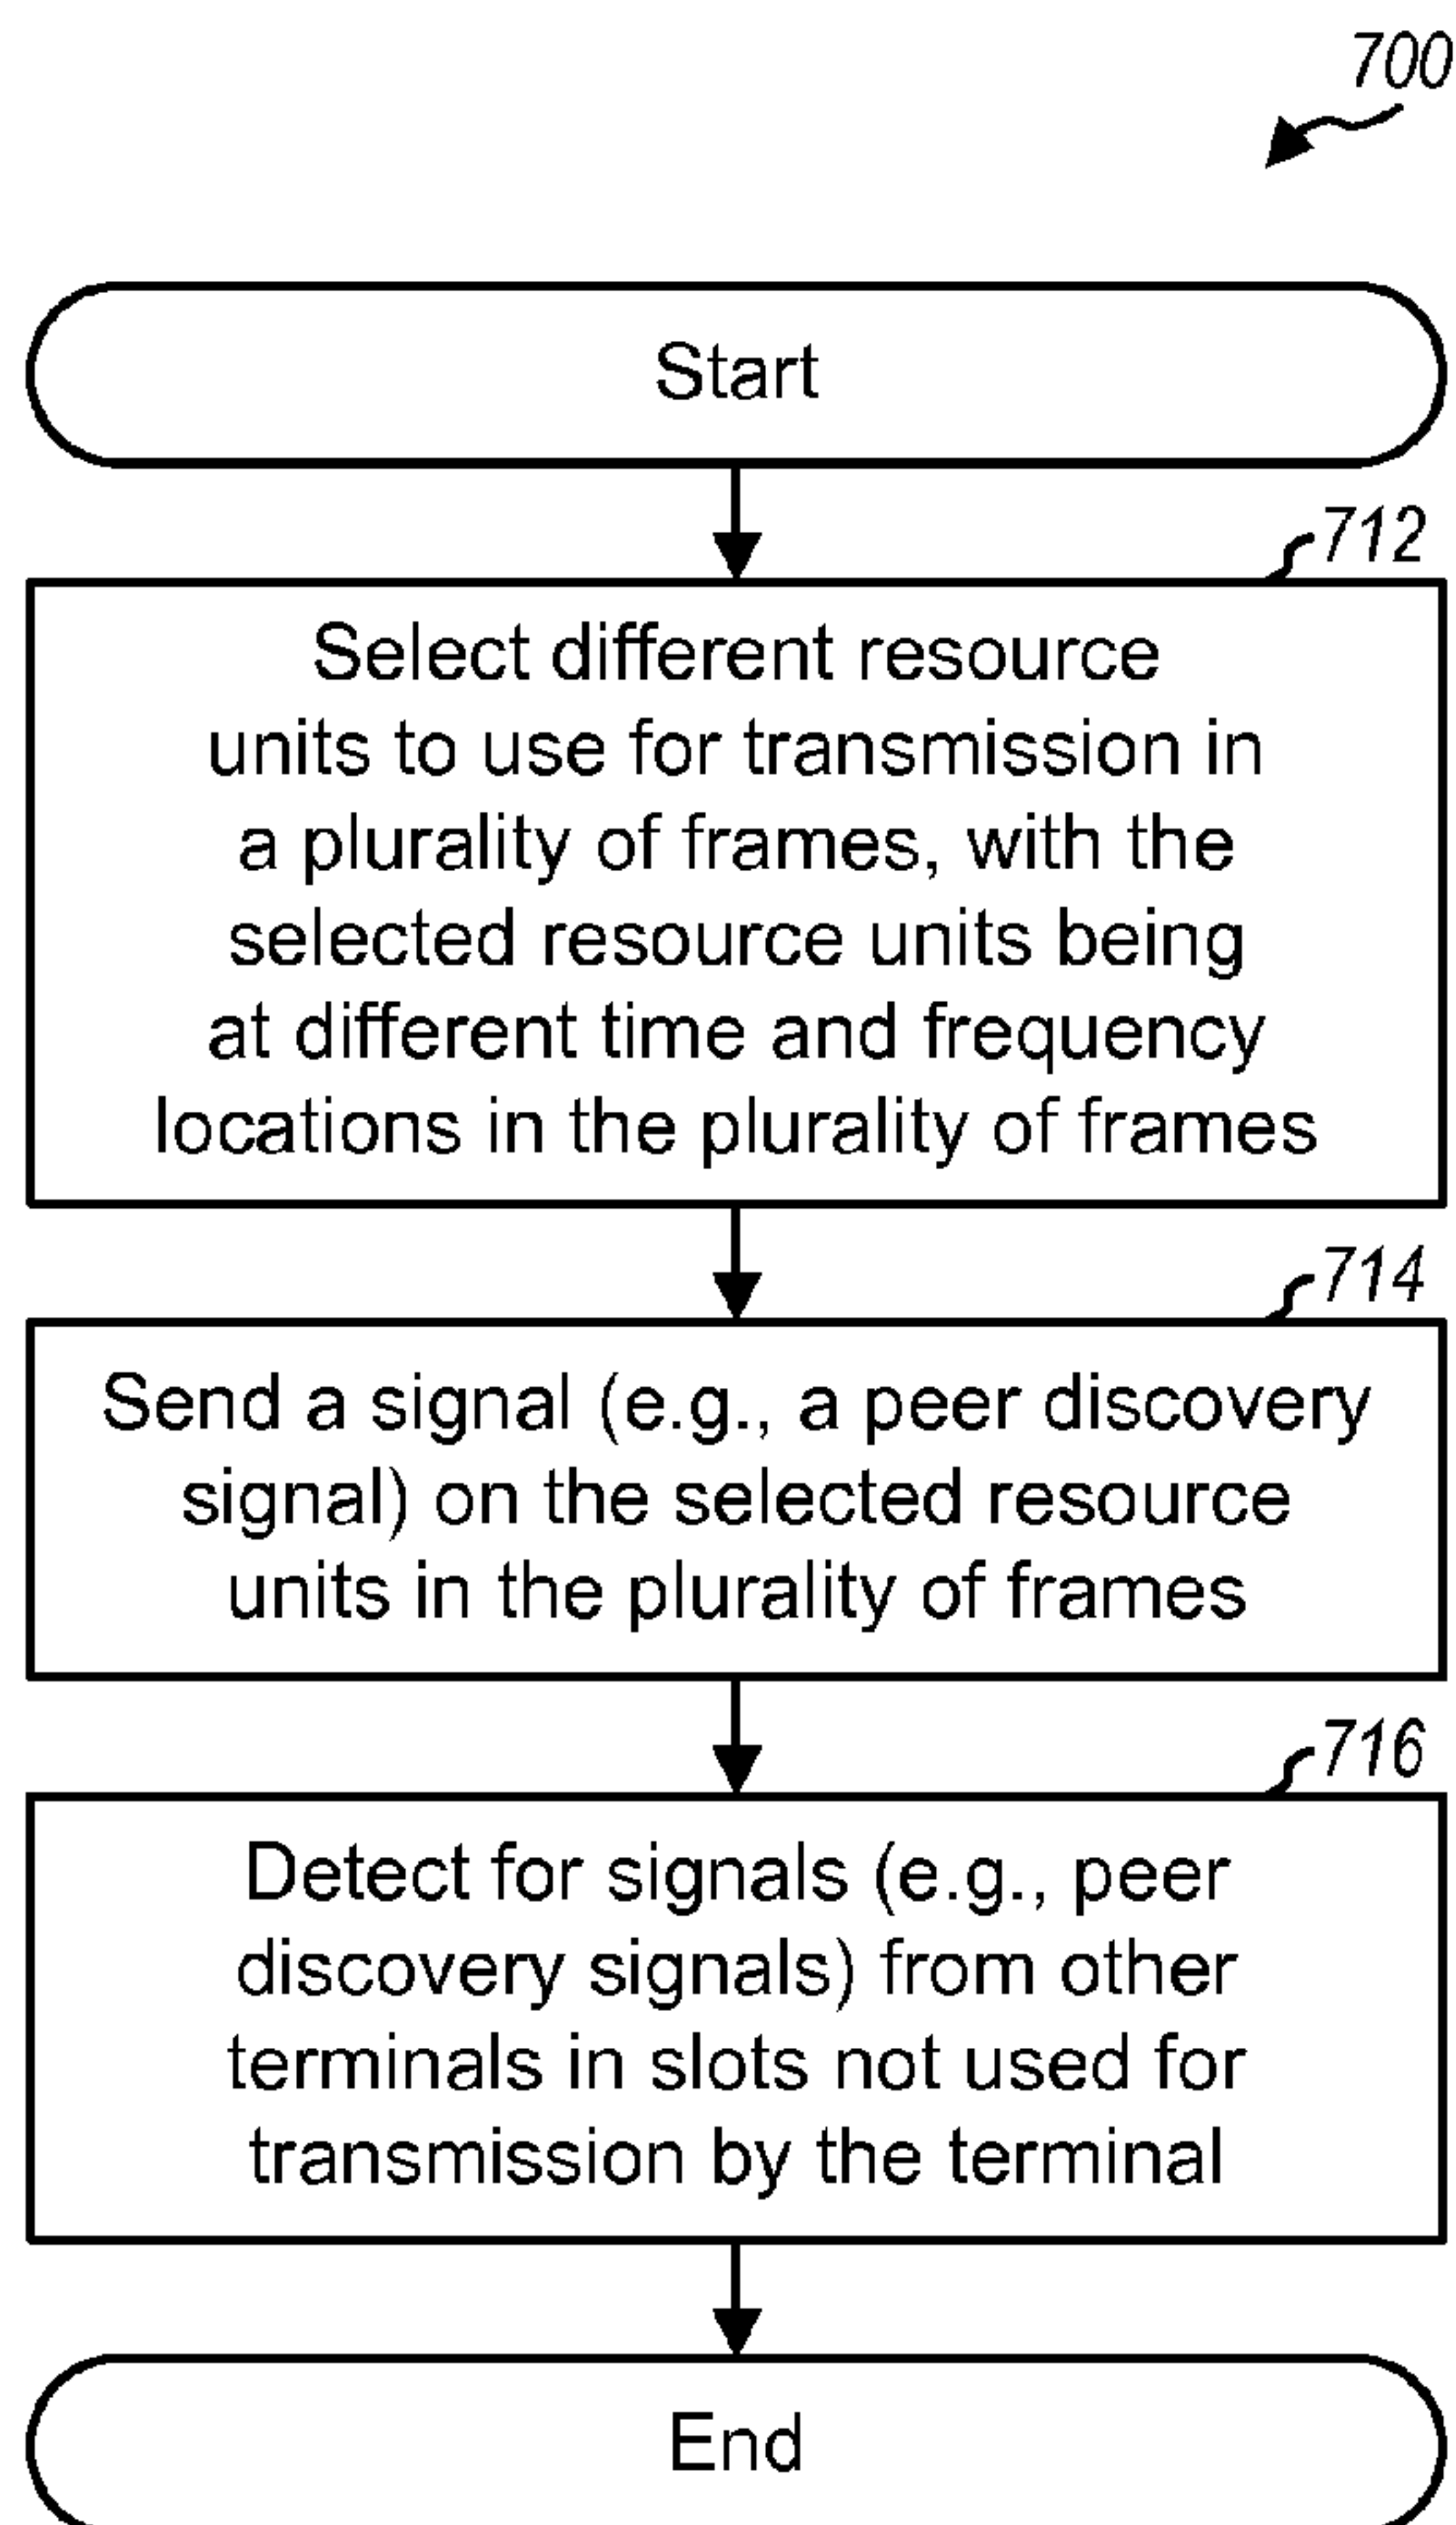 700
Start
712
Select different resource
units to use for transmission in
a plurality of frames, with the
selected resource units being
at different time and frequency
locations in the plurality of frames
714
Send a signal (e.g., a peer discovery
signal) on the selected resource
units in the plurality of frames
716
Detect for signals (e.g., peer
discovery signals) from other
terminals in slots not used for
transmission by the terminal
End